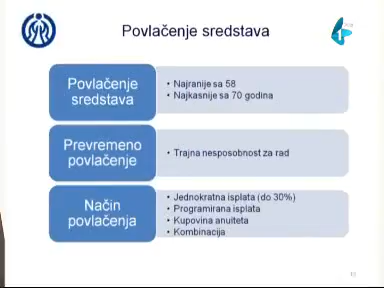 Povlačenje sredstava
1
Povlačenje
sredstava
• Najranije sa 58
• Najkasnije sa 70 godina
Prevremeno
povlačenje
• Trajna nesposobnost za rad
Način
povlačenja
• Jednokratna isplata (do 30%)
• Programirana isplata
• Kupovina anuiteta
• Kombinacija